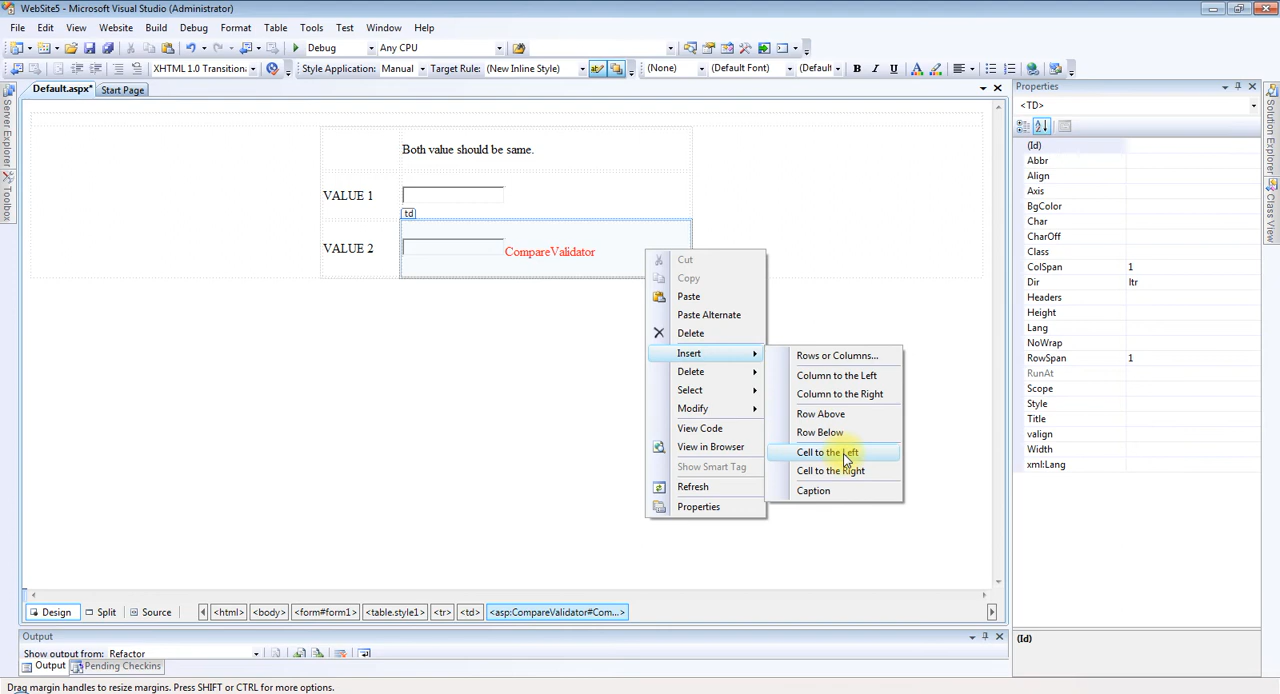 WebSite5 - Microsoft Visual Studio (Administrator)
File Edit View Website Build Debug Format Table Tools Test Window Help
Debug Any CPU
XHTML 1.0 Transition Style Application: Manual Target Rule: (New Inline Style) (None) (Default Font) (Default B I U A
Default.aspx* Start Page
Properties
<TD>
Server Explorer
Toolbox
Solution Explorer
Class View
Both value should be same.
VALUE 1
td
VALUE 2
CompareValidator
Cut
Copy
Paste
Paste Alternate
Delete
Insert
Delete
Select
Modify
View Code
View in Browser
Show Smart Tag
Refresh
Properties
Rows or Columns...
Column to the Left
Column to the Right
Row Above
Row Below
Cell to the Left
Cell to the Right
Caption
(Id)
Abbr
Align
Axis
BgColor
Char
CharOff
Class
ColSpan 1
Dir ltr
Headers
Height
Lang
NoWrap
RowSpan 1
RunAt
Scope
Style
Title
valign
Width
xml:Lang
(Id)
Design Split Source <html> <body> <form#form1> <table.style1> <tr> <td> <asp:CompareValidator#Com...>
Output
Show output from: Refactor
Output Pending Checkins
Drag margin handles to resize margins. Press SHIFT or CTRL for more options.